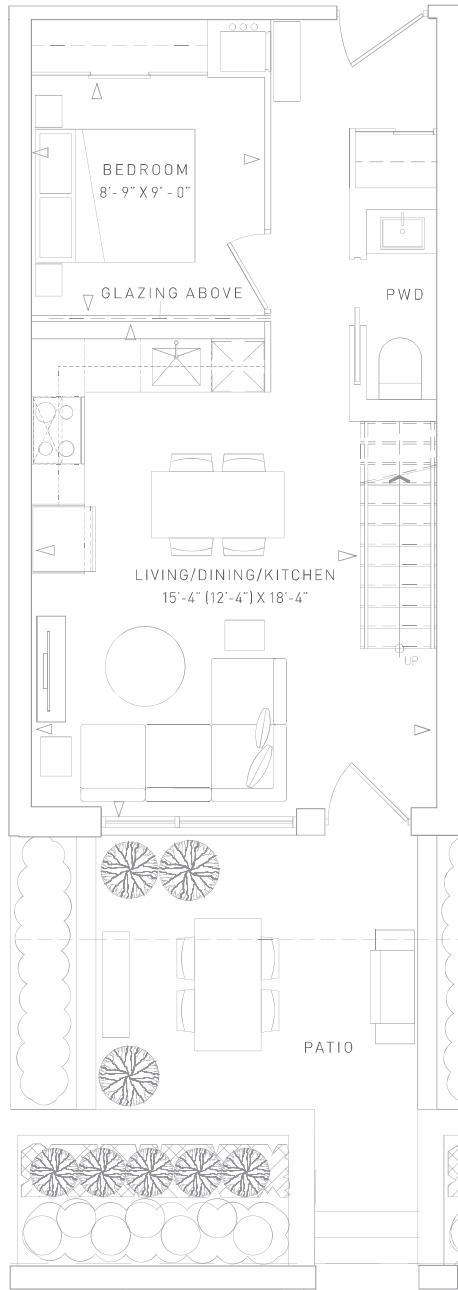 BEDROOM
8'-9" X 9'-0"
GLAZING ABOVE
PWD
LIVING/DINING/KITCHEN
15'-4" (12'-4") X 18'-4"
UP
PATIO